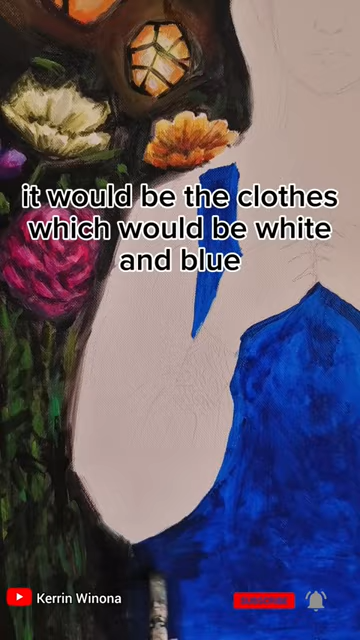 it would be the clothes
which would be white
and blue
Kerrin Winona